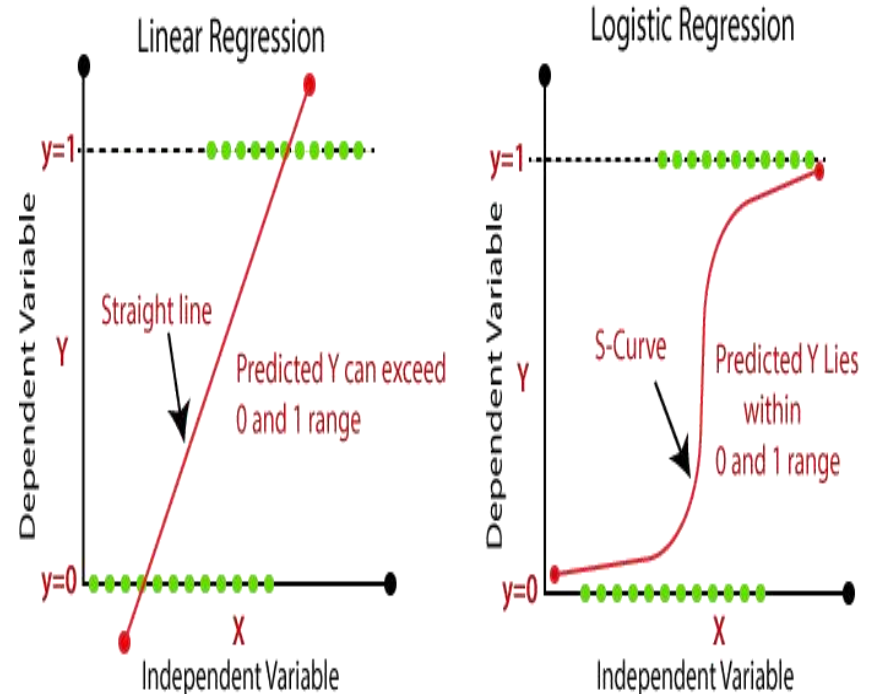 Linear Regression
y=1
Dependent Variable
Y
Straight line
Predicted Y can exceed
0 and 1 range
y=0
X
Independent Variable
Logistic Regression
y=1
Dependent Variable
Y
S-Curve
Predicted Y Lies
within
0 and 1 range
y=0
X
Independent Variable